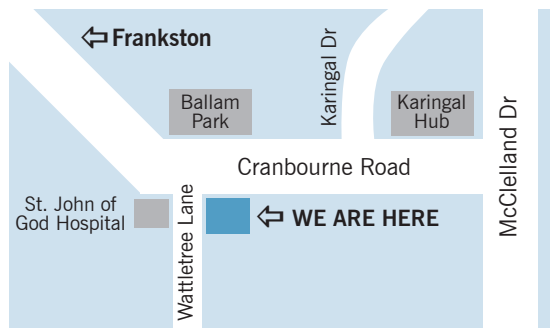 Frankston
Karingal Dr
Ballam
Park
Karingal
Hub
McClelland Dr
Cranbourne Road
St. John of
God Hospital
Wattletree Lane
WE ARE HERE